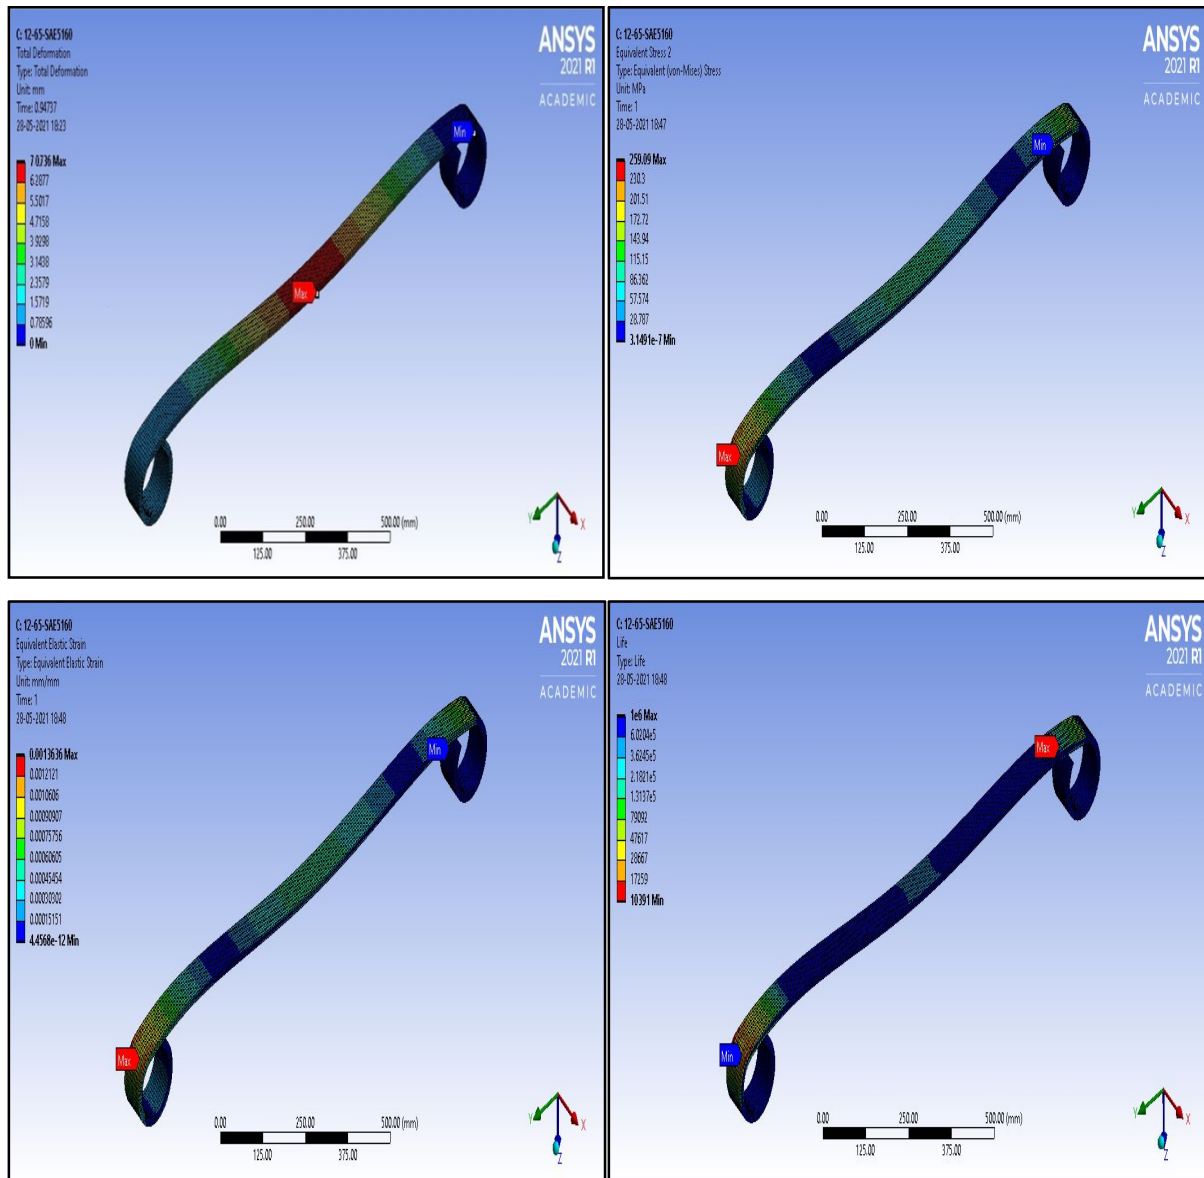 C: 12-65-SAE5160
Total Deformation
Type: Total Deformation
Unit: mm
Time: 0.94737
28-05-2021 18:23
7.0736 Max
6.2877
5.5017
4.7158
3.9298
3.1438
2.3579
1.5719
0.78596
0 Min
ANSYS
2021 R1
ACADEMIC
Min
Max
0.00
250.00
500.00 (mm)
125.00
375.00
Y
X
Z
C: 12-65-SAE5160
Equivalent Stress 2
Type: Equivalent (von-Mises) Stress
Unit: MPa
Time: 1
28-05-2021 18:47
259.09 Max
230.3
201.51
172.72
143.94
115.15
86.362
57.574
28.787
3.1491e-7 Min
ANSYS
2021 R1
ACADEMIC
Min
Max
0.00
250.00
500.00 (mm)
125.00
375.00
Y
X
Z
C: 12-65-SAE5160
Equivalent Elastic Strain
Type: Equivalent Elastic Strain
Unit: mm/mm
Time: 1
28-05-2021 18:48
0.0013636 Max
0.0012121
0.0010606
0.00090907
0.00075756
0.00060605
0.00045454
0.00030302
0.00015151
4.4568e-12 Min
ANSYS
2021 R1
ACADEMIC
Min
Max
0.00
250.00
500.00 (mm)
125.00
375.00
Y
X
Z
C: 12-65-SAE5160
Life
Type: Life
28-05-2021 18:48
1e6 Max
6.0204e5
3.6245e5
2.1821e5
1.3137e5
79092
47617
28667
17259
10391 Min
ANSYS
2021 R1
ACADEMIC
Max
Min
0.00
250.00
500.00 (mm)
125.00
375.00
Y
X
Z